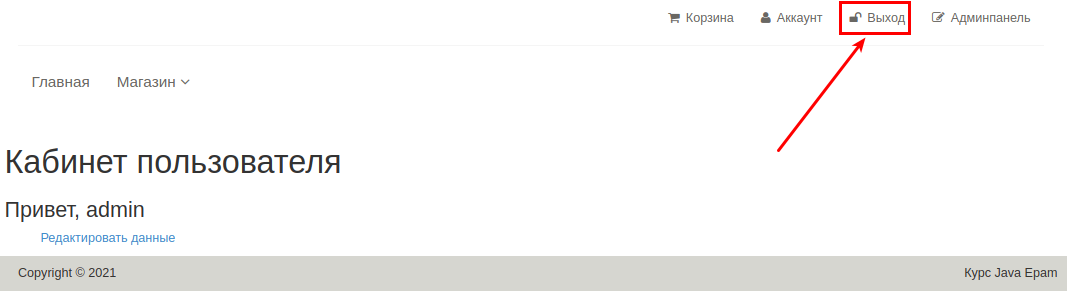 Корзина Аккаунт Выход Админпанель
Главная Магазин
Кабинет пользователя
Привет, admin
Редактировать данные
Copyright © 2021 Курс Java Epam